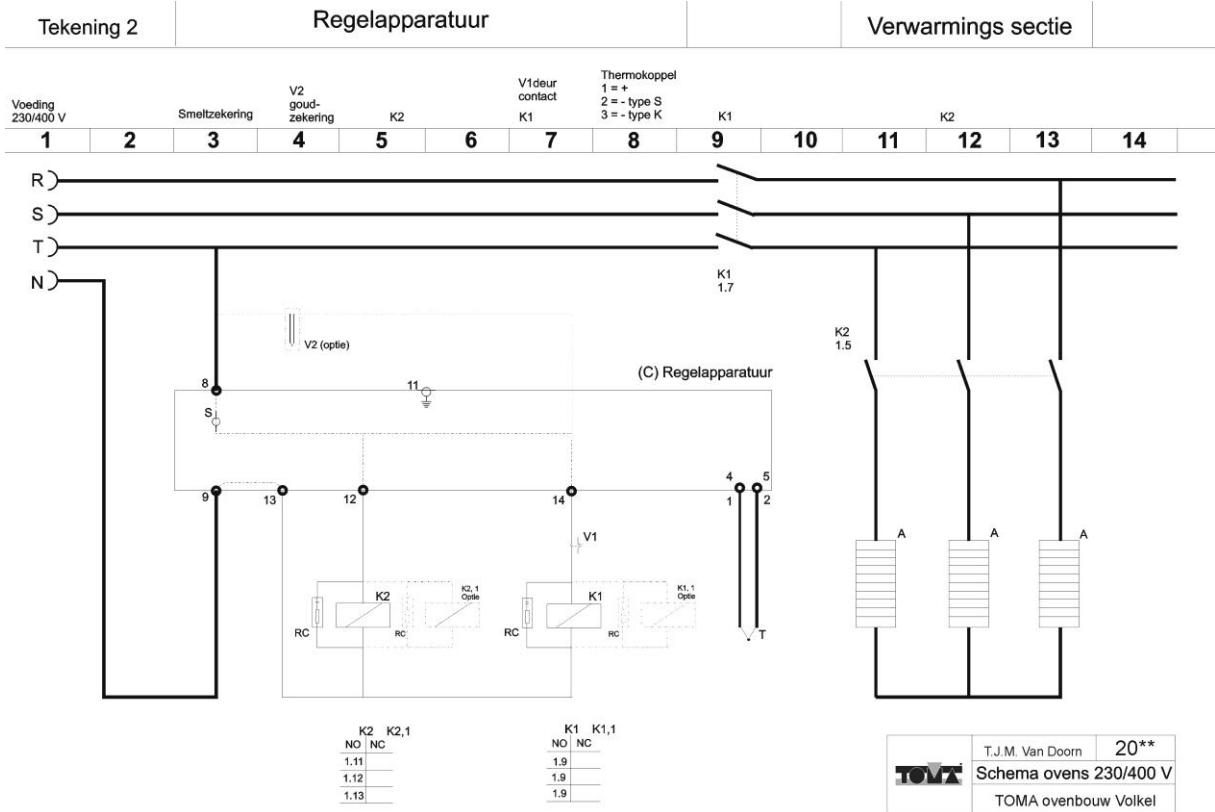 Tekening 2
Regelapparatuur
Verwarmings sectie
Voeding
230/400 V
Smeltzekering
V2
goud-
zekering
K2
V1deur
contact
K1
Thermokoppel
1 = +
2 = - type S
3 = - type K
K1
K2
1 2 3 4 5 6 7 8 9 10 11 12 13 14
R
S
T
N
K1
1.7
V2 (optie)
K2
1.5
(C) Regelapparatuur
8
11
S
4 5
9 13 12 14 1 2
V1
A A A
K2
K2, 1
Optie
K1
K1, 1
Optie
RC RC RC RC
T
K2 K2,1
NO NC
1.11
1.12
1.13
K1 K1,1
NO NC
1.9
1.9
1.9
TOMA
T.J.M. Van Doorn 20**
Schema ovens 230/400 V
TOMA ovenbouw Volkel